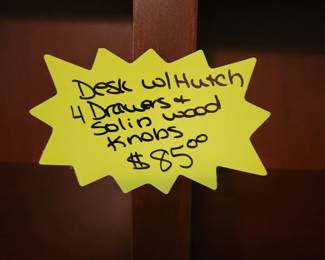 Desk w/Hutch
4 Drawers +
Solid wood
Knobs
$85.00